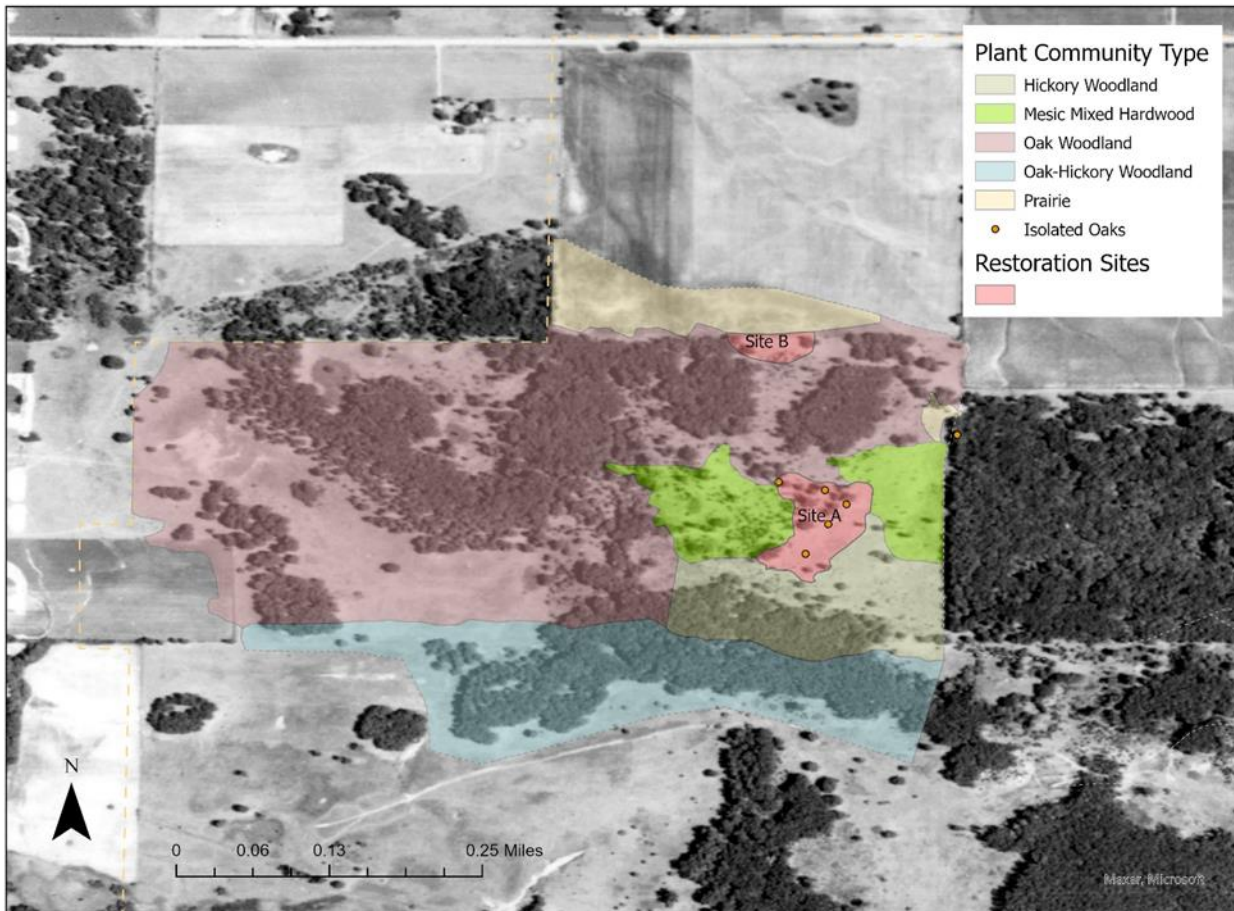 Plant Community Type
Hickory Woodland
Mesic Mixed Hardwood
Oak Woodland
Oak-Hickory Woodland
Prairie
Isolated Oaks
Restoration Sites
Site B
Site A
N
0 0.06 0.13 0.25 Miles
Maxar, Microsoft